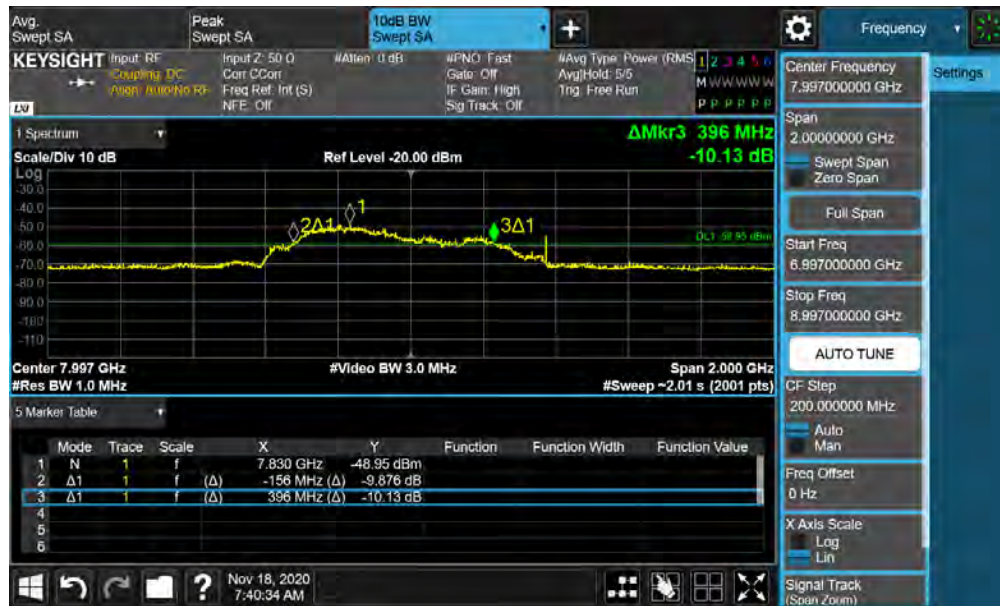 Avg.
Swept SA
Peak
Swept SA
10dB BW
Swept SA
Frequency
KEYSIGHT
Input: RF
Coupling: DC
Align: Auto/No RF
Input Z: 50 Ω
Corr CCorr
Freq Ref: Int (S)
NFE: Off
#Atten: 0 dB
#PNO: Fast
Gate: Off
IF Gain: High
Sig Track: Off
#Avg Type: Power (RMS
Avg|Hold: 5/5
Trig: Free Run
1 2 3 4 5 6
M W W W W W
P P P P P P
LXI
1 Spectrum
ΔMkr3 396 MHz
-10.13 dB
Scale/Div 10 dB
Ref Level -20.00 dBm
Log
-30.0
-40.0
-50.0
-60.0
-70.0
-80.0
-90.0
-100
-110
1
2Δ1
3Δ1
DL1 -58.95 dBm
Center 7.997 GHz
#Video BW 3.0 MHz
Span 2.000 GHz
#Res BW 1.0 MHz
#Sweep ~2.01 s (2001 pts)
5 Marker Table
Mode Trace Scale X Y Function Function Width Function Value
1 N 1 f 7.830 GHz -48.95 dBm
2 Δ1 1 f (Δ) -156 MHz (Δ) -9.876 dB
3 Δ1 1 f (Δ) 396 MHz (Δ) -10.13 dB
4
5
6
Nov 18, 2020
7:40:34 AM
Center Frequency
7.997000000 GHz
Settings
Span
2.00000000 GHz
Swept Span
Zero Span
Full Span
Start Freq
6.997000000 GHz
Stop Freq
8.997000000 GHz
AUTO TUNE
CF Step
200.000000 MHz
Auto
Man
Freq Offset
0 Hz
X Axis Scale
Log
Lin
Signal Track
(Span Zoom)